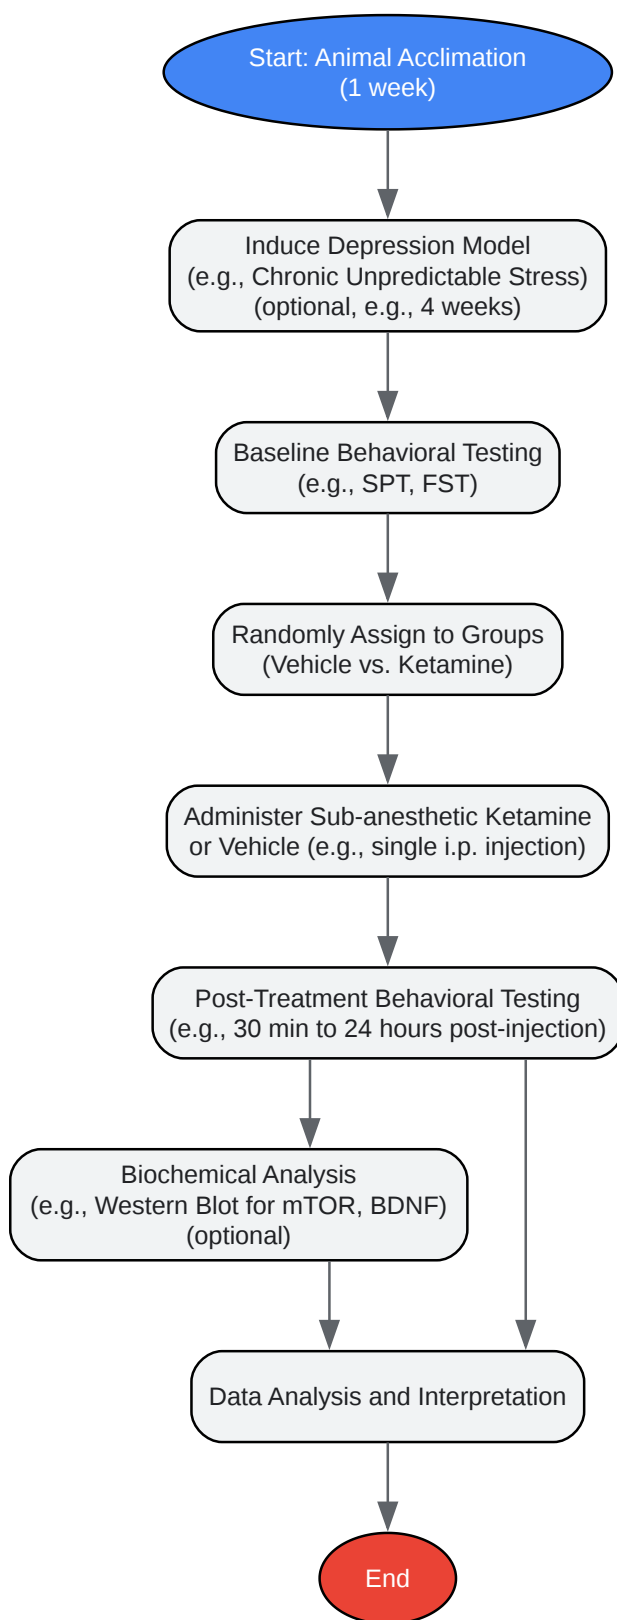 Start: Animal Acclimation
(1 week)
Induce Depression Model
(e.g., Chronic Unpredictable Stress)
(optional, e.g., 4 weeks)
Baseline Behavioral Testing
(e.g., SPT, FST)
Randomly Assign to Groups
(Vehicle vs. Ketamine)
Administer Sub-anesthetic Ketamine
or Vehicle (e.g., single i.p. injection)
Post-Treatment Behavioral Testing
(e.g., 30 min to 24 hours post-injection)
Biochemical Analysis
(e.g., Western Blot for mTOR, BDNF)
(optional)
Data Analysis and Interpretation
End